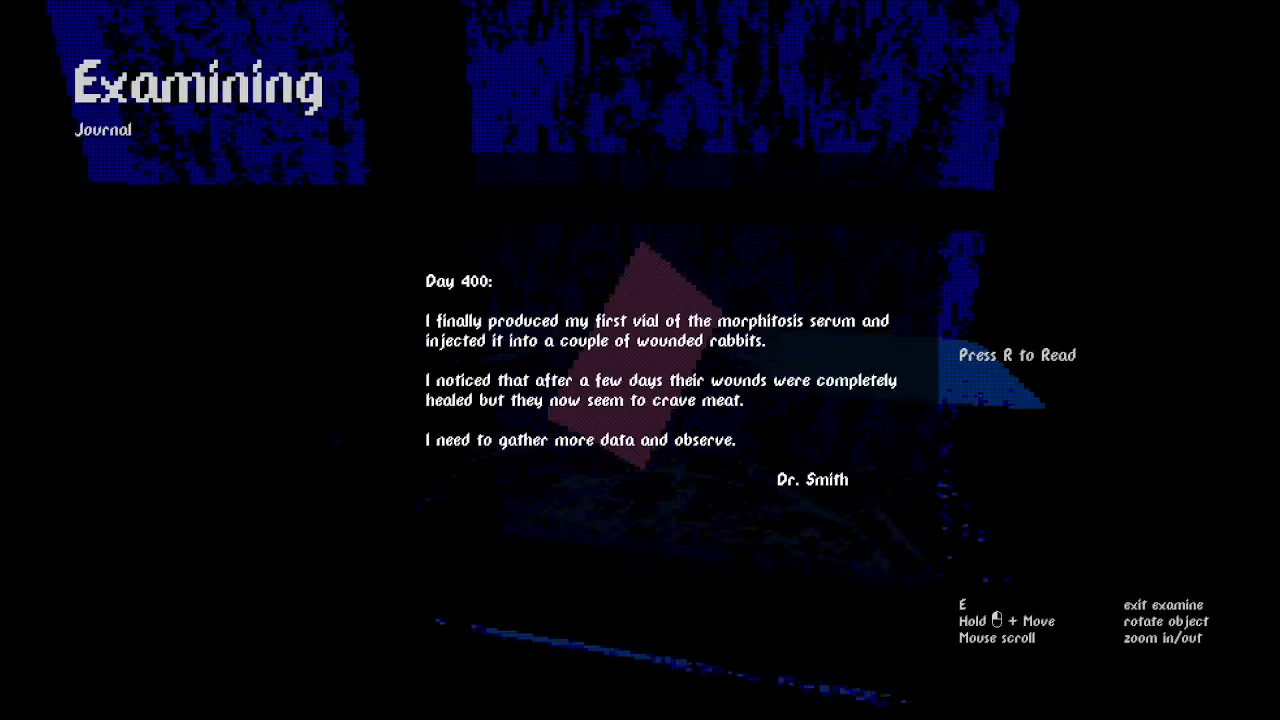 Examining
Journal
Day 400:
I finally produced my first vial of the morphitosis serum and
injected it into a couple of wounded rabbits.
I noticed that after a few days their wounds were completely
healed but they now seem to crave meat.
I need to gather more data and observe.
Dr. Smith
Press R to Read
E exit examine
Hold + Move rotate object
Mouse scroll zoom in/out